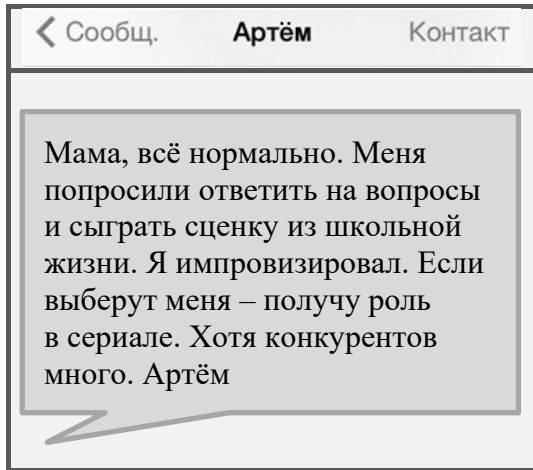 Сообщ. Артём Контакт
Мама, всё нормально. Меня
попросили ответить на вопросы
и сыграть сценку из школьной
жизни. Я импровизировал. Если
выберут меня – получу роль
в сериале. Хотя конкурентов
много. Артём